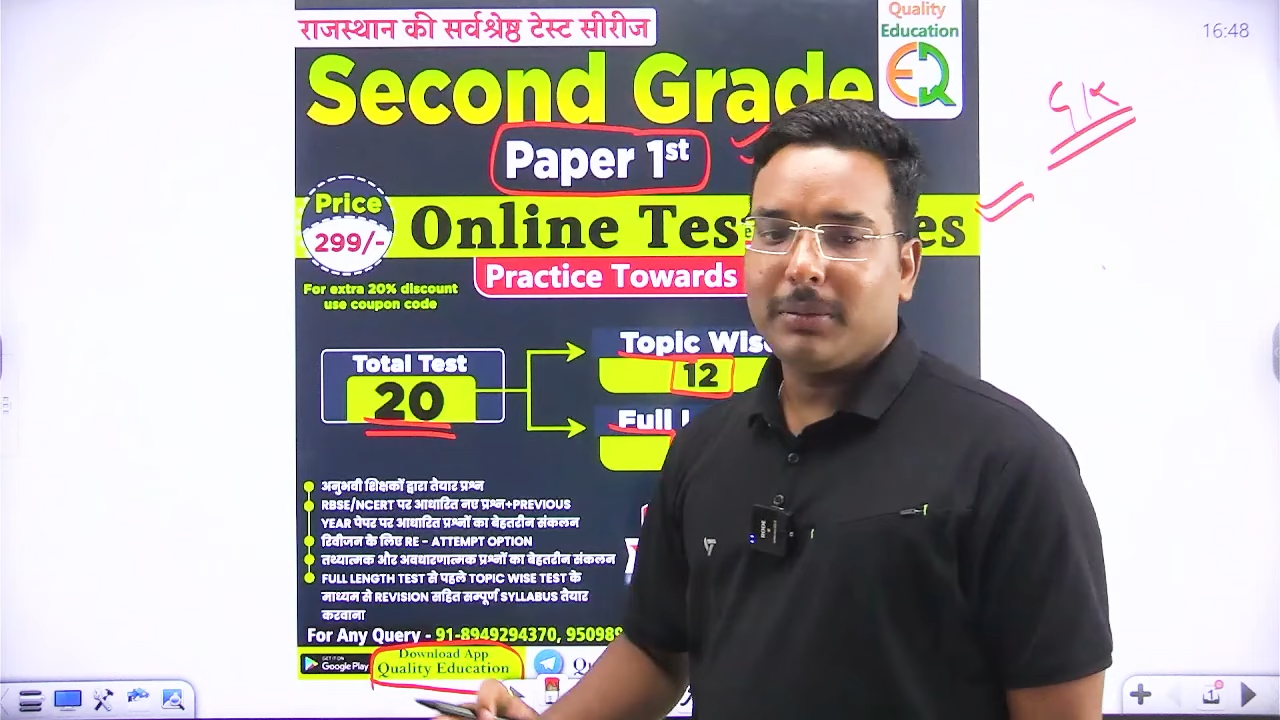 राजस्थान की सर्वश्रेष्ठ टेस्ट सीरीज
Quality
Education
EQ
16:48
Second Grade
GK
Paper 1st
Price
299/-
Online
For extra 20% discount
use coupon code
Practice Towards
Total Test
20
Topic
12
Full
अनुभवी शिक्षकों द्वारा तैयार प्रश्न
RBSE/NCERT पर आधारित नए प्रश्न+PREVIOUS
YEAR पेपर पर आधारित प्रश्नों का बेहतरीन संकलन
रिवीजन के लिए RE - ATTEMPT OPTION
तथ्यात्मक और अवधारणात्मक प्रश्नों का बेहतरीन संकलन
FULL LENGTH TEST से पहले TOPIC WISE TEST के
माध्यम से REVISION सहित सम्पूर्ण SYLLABUS तैयार
करवाना
For Any Query - 91-8949294370,
GET IT ON
Google Play
Download App
Quality Education
RODE
1